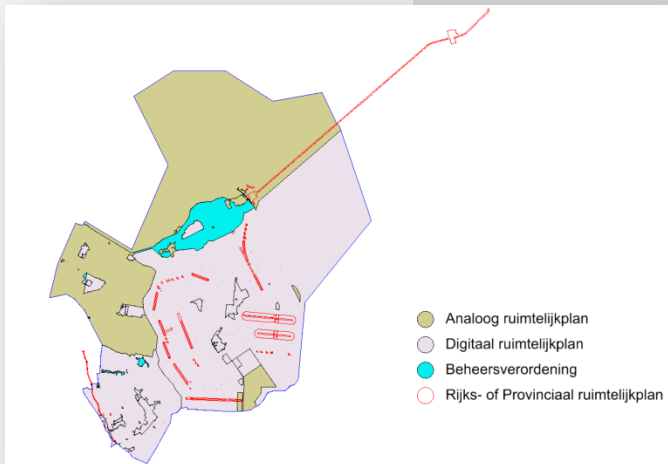 Analoog ruimtelijkplan
Digitaal ruimtelijkplan
Beheersverordening
Rijks- of Provinciaal ruimtelijkplan